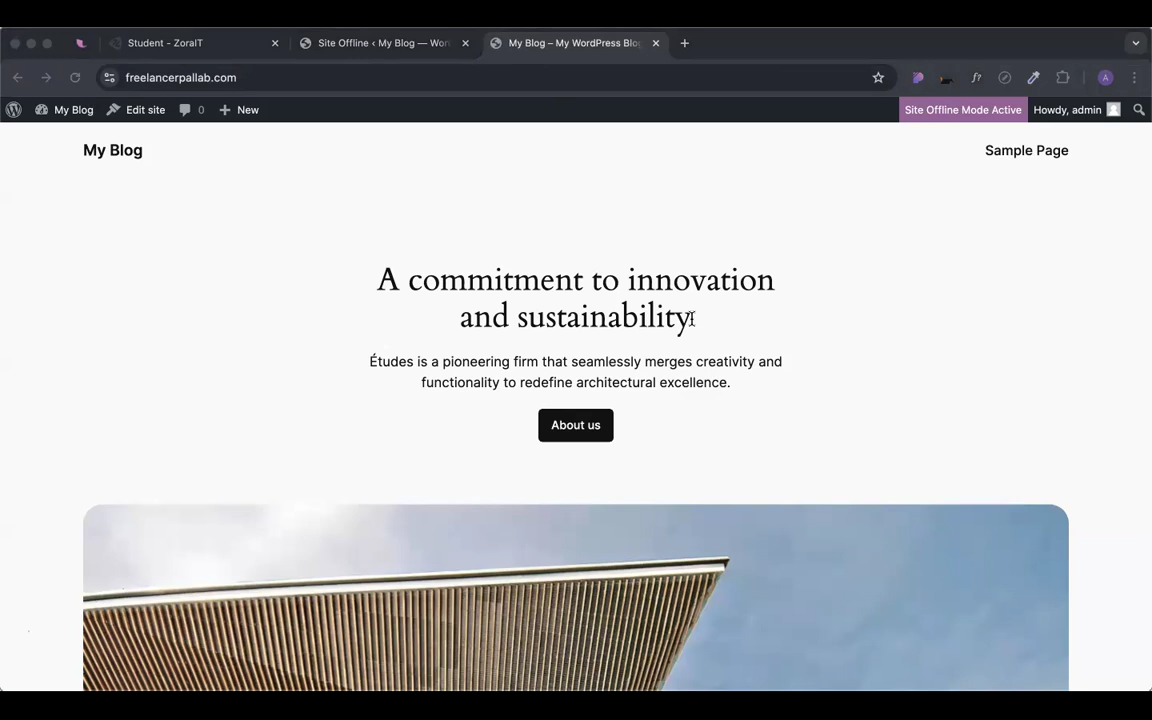 Student - ZoraIT
Site Offline ‹ My Blog — Wor
My Blog – My WordPress Blog
freelancerpallab.com
f?
A
My Blog
Edit site
0
New
Site Offline Mode Active
Howdy, admin
My Blog
Sample Page
A commitment to innovation
and sustainability
Études is a pioneering firm that seamlessly merges creativity and
functionality to redefine architectural excellence.
About us